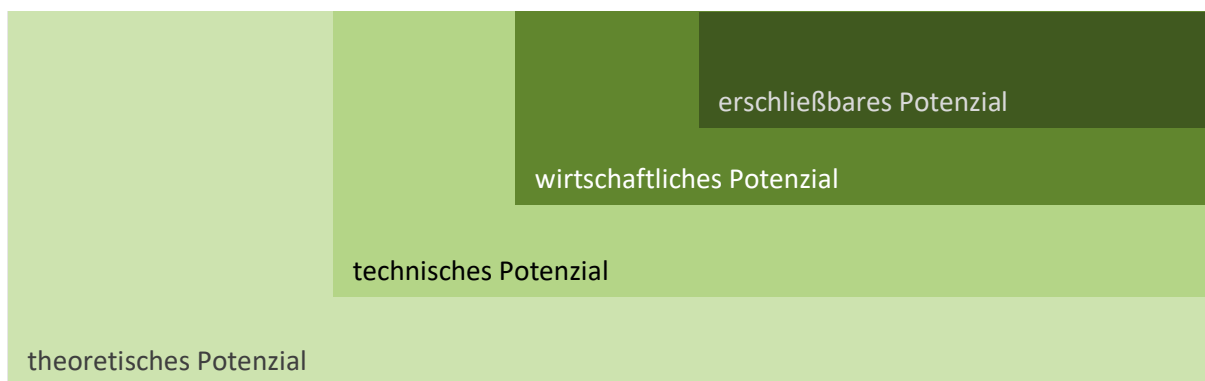 erschließbares Potenzial
wirtschaftliches Potenzial
technisches Potenzial
theoretisches Potenzial